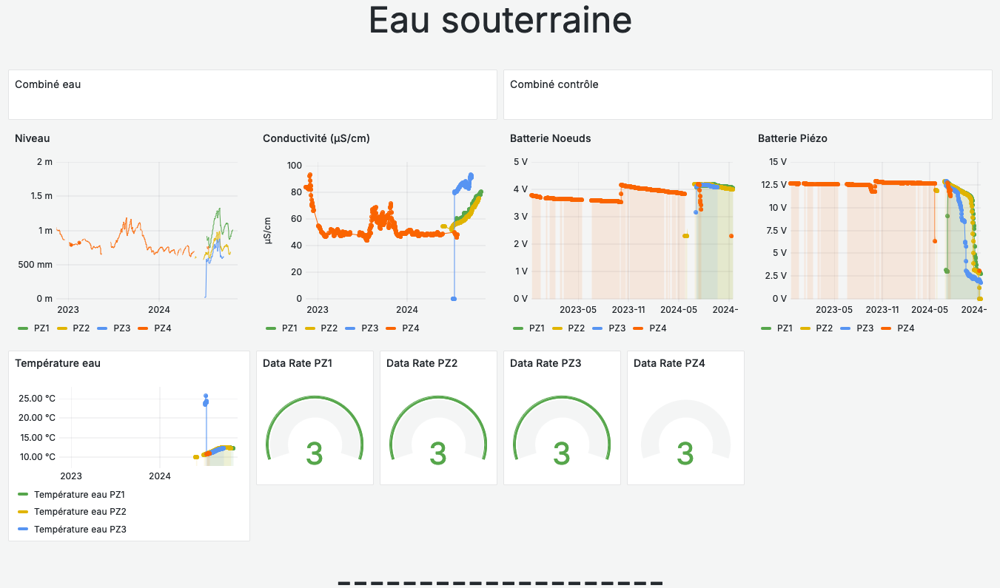 Eau souterraine
Combiné eau
Combiné contrôle
Niveau
2 m
1.5 m
1 m
500 mm
0 m
2023 2024
PZ1 PZ2 PZ3 PZ4
Conductivité (µS/cm)
µS/cm
100
80
60
40
20
0
2023 2024
PZ1 PZ2 PZ3 PZ4
Batterie Noeuds
5 V
4 V
3 V
2 V
1 V
0 V
2023-05 2023-11 2024-05 2024-
PZ1 PZ2 PZ3 PZ4
Batterie Piézo
15 V
12.5 V
10 V
7.5 V
5 V
2.5 V
0 V
2023-05 2023-11 2024-05 2024-
PZ1 PZ2 PZ3 PZ4
Température eau
25.00 °C
20.00 °C
15.00 °C
10.00 °C
2023 2024
Température eau PZ1
Température eau PZ2
Température eau PZ3
Data Rate PZ1
3
Data Rate PZ2
3
Data Rate PZ3
3
Data Rate PZ4
3